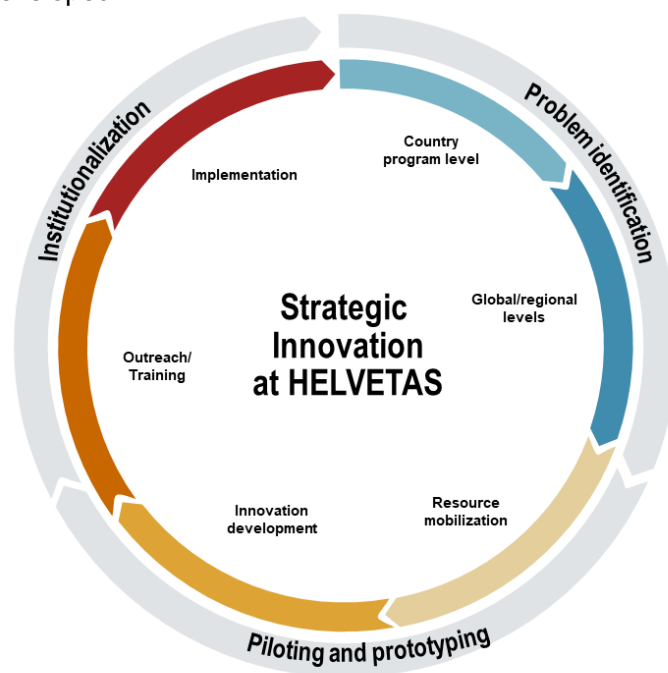 Problem identification
Country
program level
Global/regional
levels
Resource
mobilization
Piloting and prototyping
Innovation
development
Outreach/
Training
Institutionalization
Implementation
Strategic
Innovation
at HELVETAS